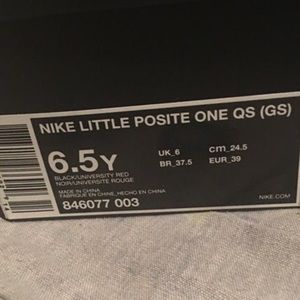 NIKE LITTLE POSITE ONE QS (GS)
6.5Y
UK_6
cm_24.5
BR_37.5
EUR_39
BLACK/UNIVERSITY RED
NOIR/UNIVERSITE ROUGE
MADE IN CHINA
FABRIQUE EN CHINE, HECHO EN CHINA
846077 003
NIKE.COM